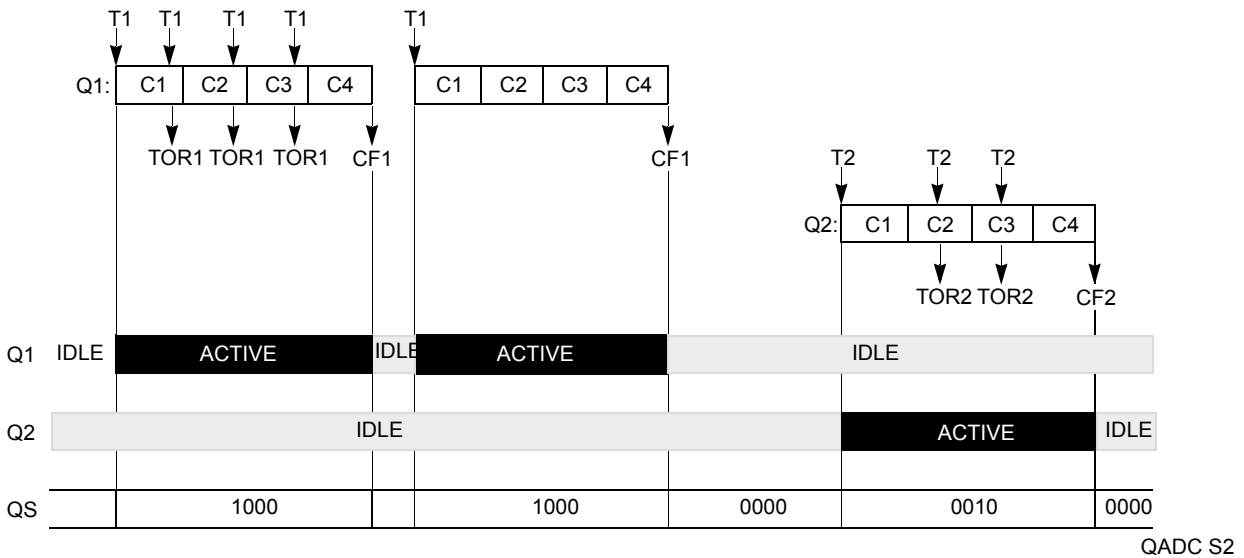 T1 T1 T1 T1 T1
Q1: C1 C2 C3 C4 C1 C2 C3 C4
TOR1 TOR1 TOR1 CF1 CF1
T2 T2 T2
Q2: C1 C2 C3 C4
TOR2 TOR2 CF2
Q1 IDLE ACTIVE IDLE ACTIVE IDLE
Q2 IDLE ACTIVE IDLE
QS 1000 1000 0000 0010 0000
QADC S2